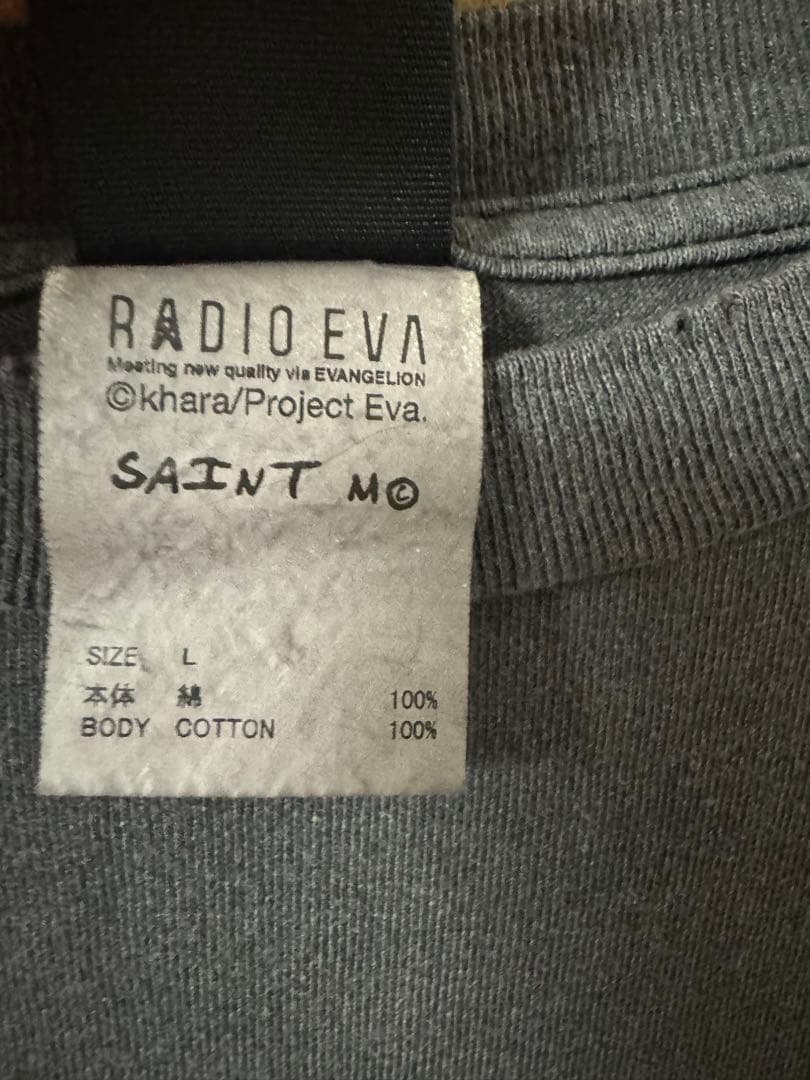 RADIO EVA
Meeting new quality via EVANGELION
©khara/Project Eva.
SAINT M©
SIZE L
本体 綿 100%
BODY COTTON 100%